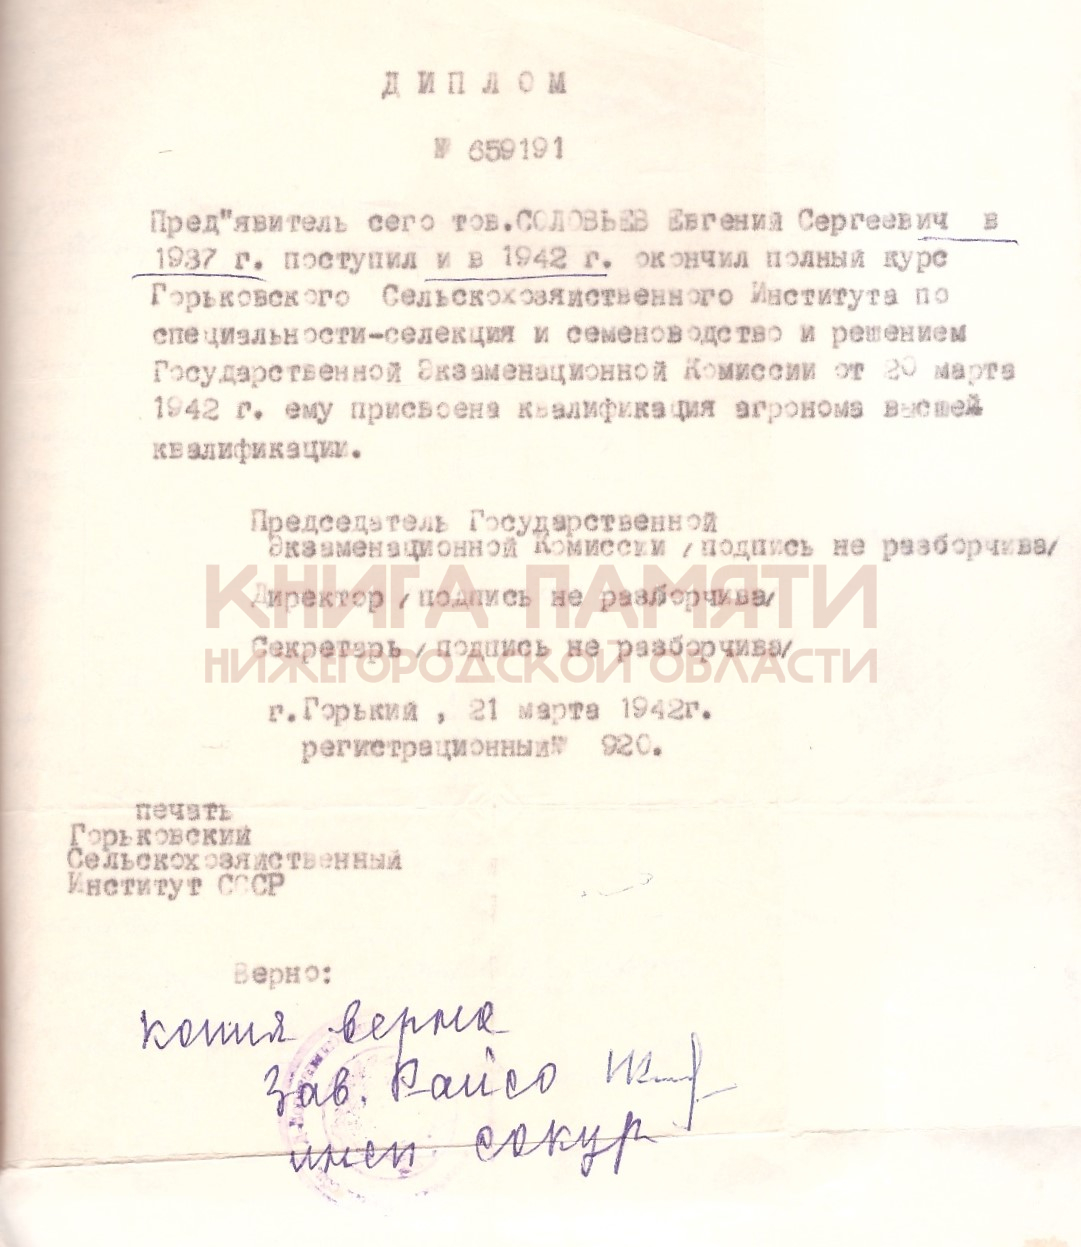 ДИПЛОМ
№ 659191
Пред"явитель сего тов.СОЛОВЬЕВ Евгений Сергеевич в
1937 г. поступил и в 1942 г. окончил полный курс
Горьковского Сельскохозяйственного Института по
специальности-селекция и семеноводство и решением
Государственной Экзаменационной Комиссии от 20 марта
1942 г. ему присвоена квалификация агронома высшей
квалификации.
Председатель Государственной
Экзаменационной Комиссии /подпись не разборчива/
КНИГА ПАМЯТИ
Директор /подпись не разборчива/
Секретарь /подпись не разборчива/
НИЖЕГОРОДСКОЙ ОБЛАСТИ
г.Горький , 21 марта 1942г.
регистрационный№ 920.
печать
Горьковский
Сельскохозяйственный
Институт СССР
Верно:
копия верна
Зав. Райсо
инсп сокур